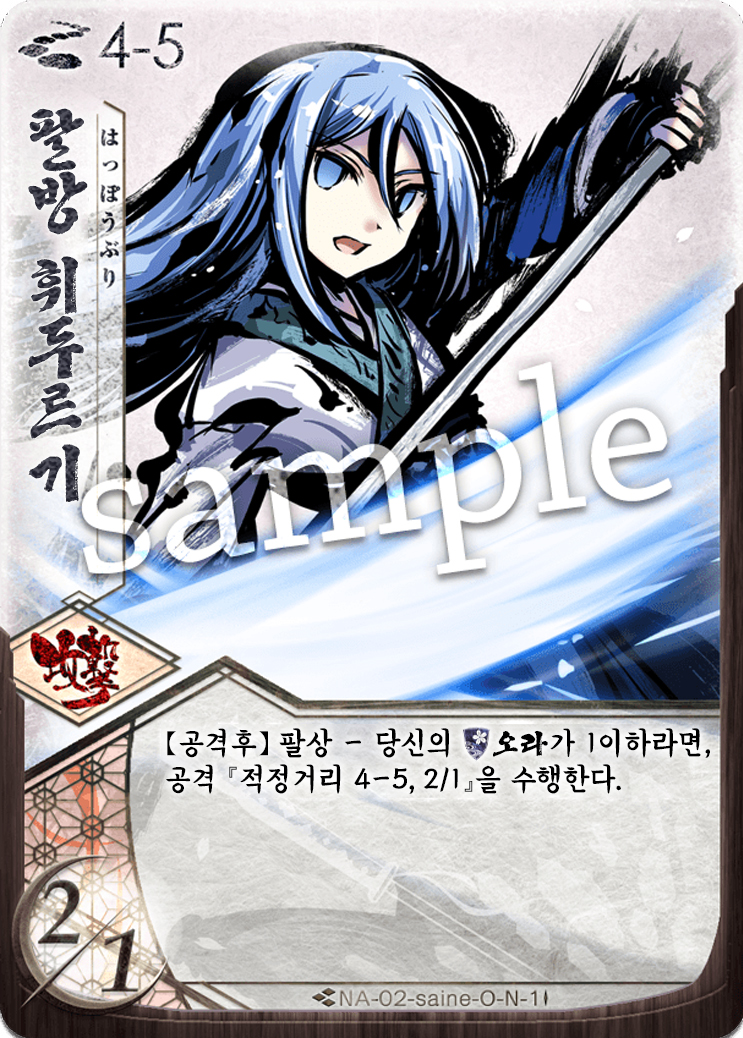 4-5
팔방 휘두르기
はっぽうぶり
sample
攻撃
【공격후】 팔상 - 당신의 오라가 1이하라면,
공격 『적정거리 4-5, 2/1』을 수행한다.
2/1
NA-02-saine-O-N-1